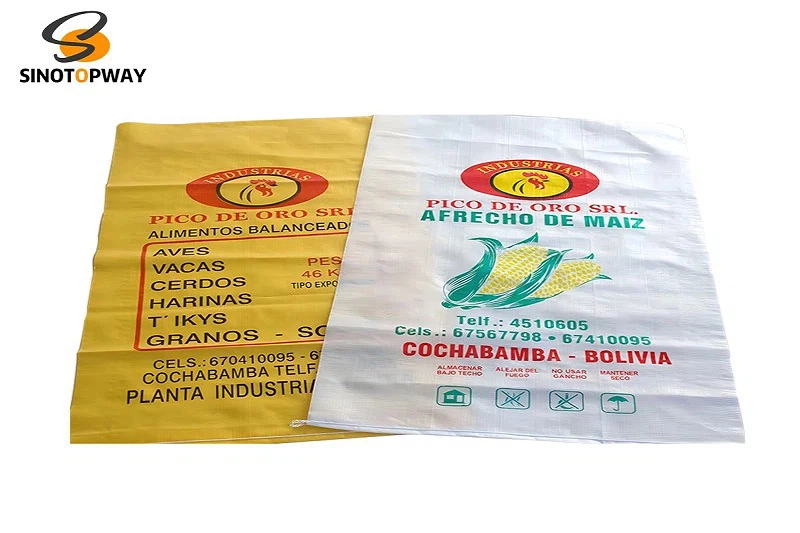 SINOTOPWAY
INDUSTRIAS
PICO DE ORO SRL
ALIMENTOS BALANCEAD
AVES
VACAS
CERDOS
HARINAS
T'IKYS
GRANOS - SO
PES
46 K
TIPO EXPO
CELS.: 670410095 - 6
COCHABAMBA TELF
PLANTA INDUSTRIA
INDUSTRIAS
PICO DE ORO SRL.
AFRECHO DE MAIZ
Telf.: 4510605
Cels.: 67567798 • 67410095
COCHABAMBA - BOLIVIA
ALMACENAR BAJO TECHO
ALEJAR DEL FUEGO
NO USAR GANCHO
MANTENER SECO